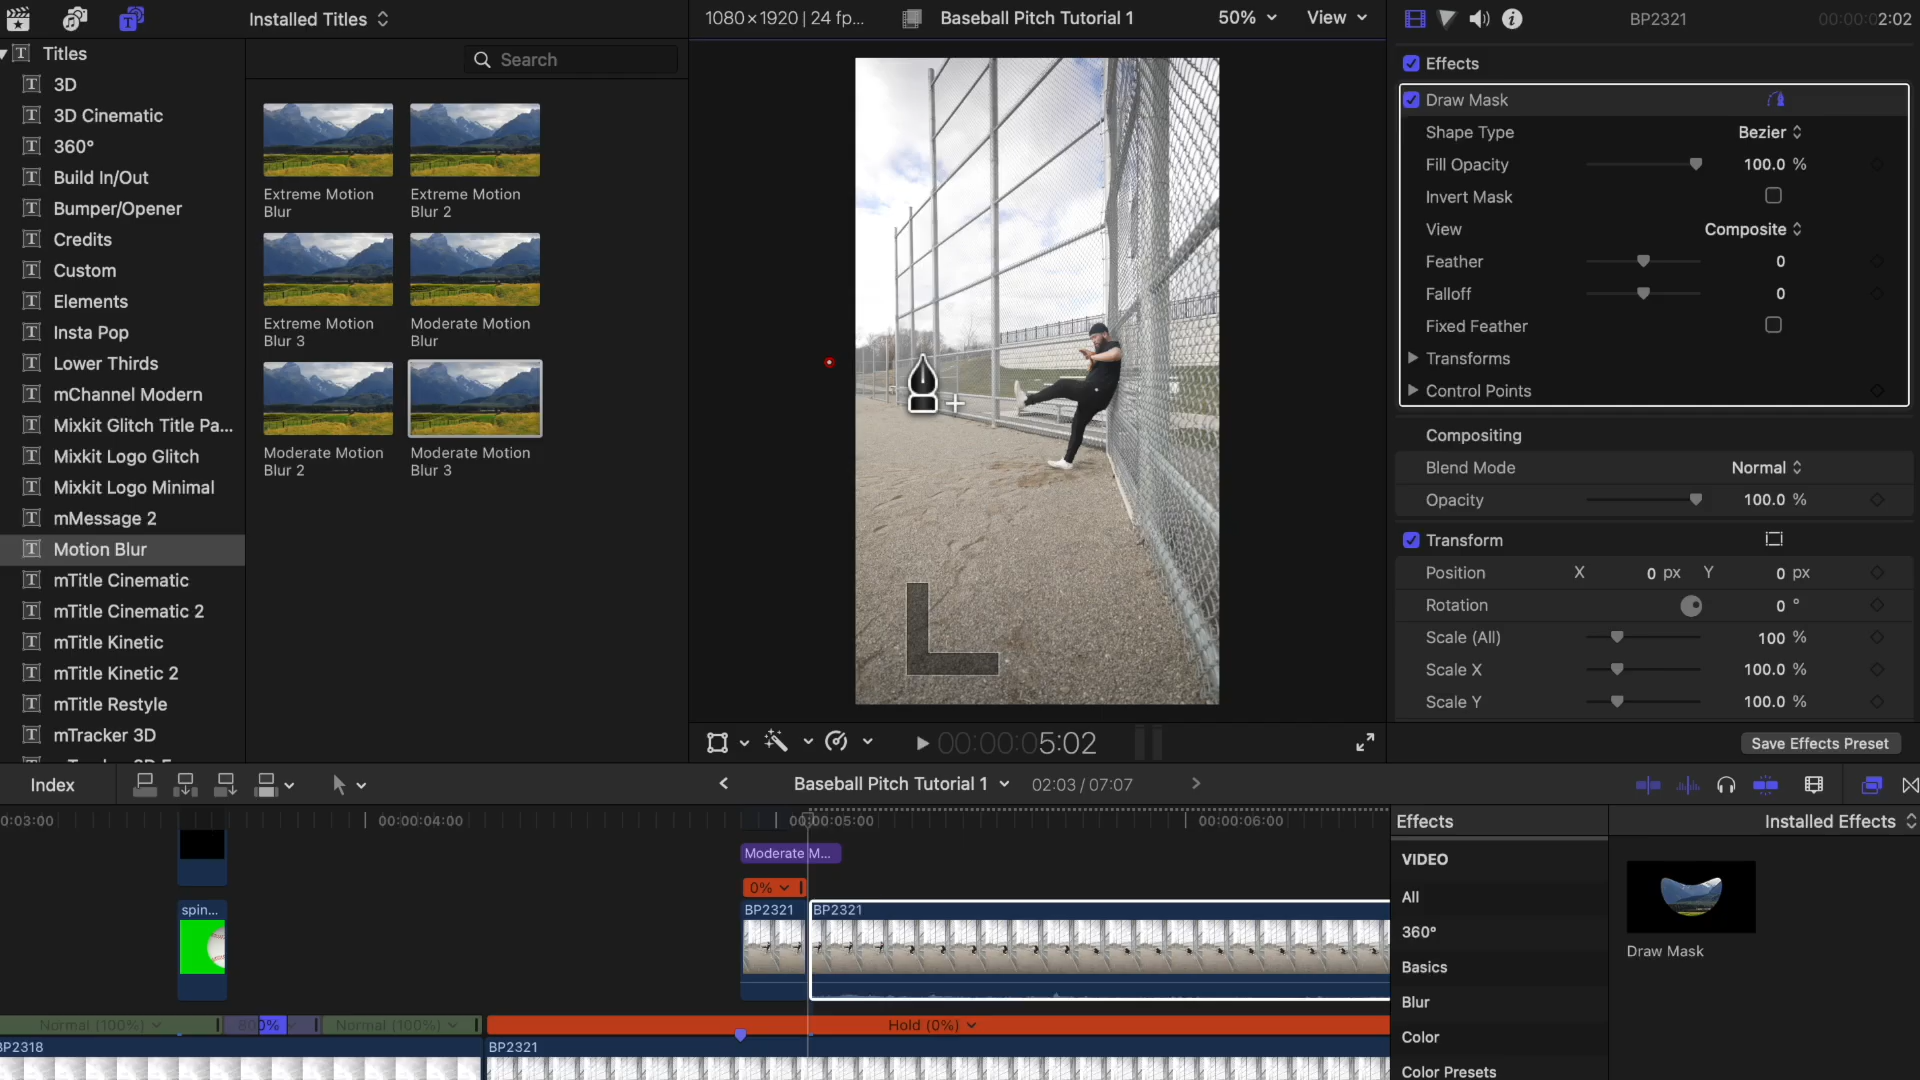 Installed Titles
1080×1920 | 24 fp...
Baseball Pitch Tutorial 1
50%
View
BP2321
00:00:02:02
Titles
3D
3D Cinematic
360°
Build In/Out
Bumper/Opener
Credits
Custom
Elements
Insta Pop
Lower Thirds
mChannel Modern
Mixkit Glitch Title Pa...
Mixkit Logo Glitch
Mixkit Logo Minimal
mMessage 2
Motion Blur
mTitle Cinematic
mTitle Cinematic 2
mTitle Kinetic
mTitle Kinetic 2
mTitle Restyle
mTracker 3D
Search
Extreme Motion
Blur
Extreme Motion
Blur 2
Extreme Motion
Blur 3
Moderate Motion
Blur
Moderate Motion
Blur 2
Moderate Motion
Blur 3
L
00:00:05:02
Effects
Draw Mask
Shape Type
Bezier
Fill Opacity
100.0 %
Invert Mask
View
Composite
Feather
0
Falloff
0
Fixed Feather
Transforms
Control Points
Compositing
Blend Mode
Normal
Opacity
100.0 %
Transform
Position
X
0 px
Y
0 px
Rotation
0 °
Scale (All)
100 %
Scale X
100.0 %
Scale Y
100.0 %
Save Effects Preset
Index
Baseball Pitch Tutorial 1
02:03 / 07:07
0:03:00
00:00:04:00
00:00:05:00
00:00:06:00
Moderate M...
0%
BP2321
BP2321
spin...
Normal (100%)
800%
Normal (100%)
Hold (0%)
BP2318
BP2321
Effects
Installed Effects
VIDEO
All
360°
Basics
Blur
Color
Color Presets
Draw Mask